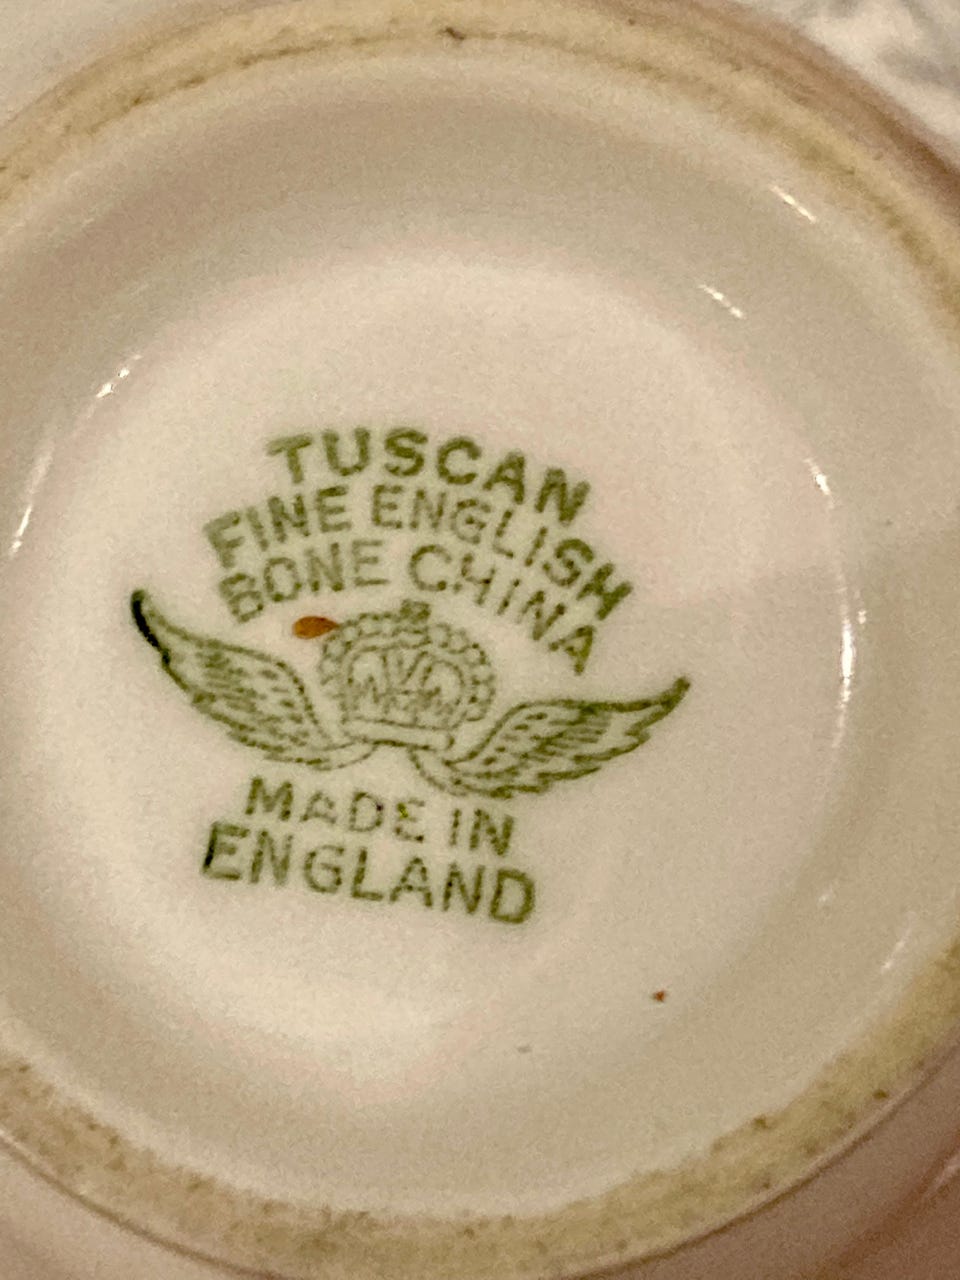 TUSCAN
FINE ENGLISH
BONE CHINA
MADE IN
ENGLAND